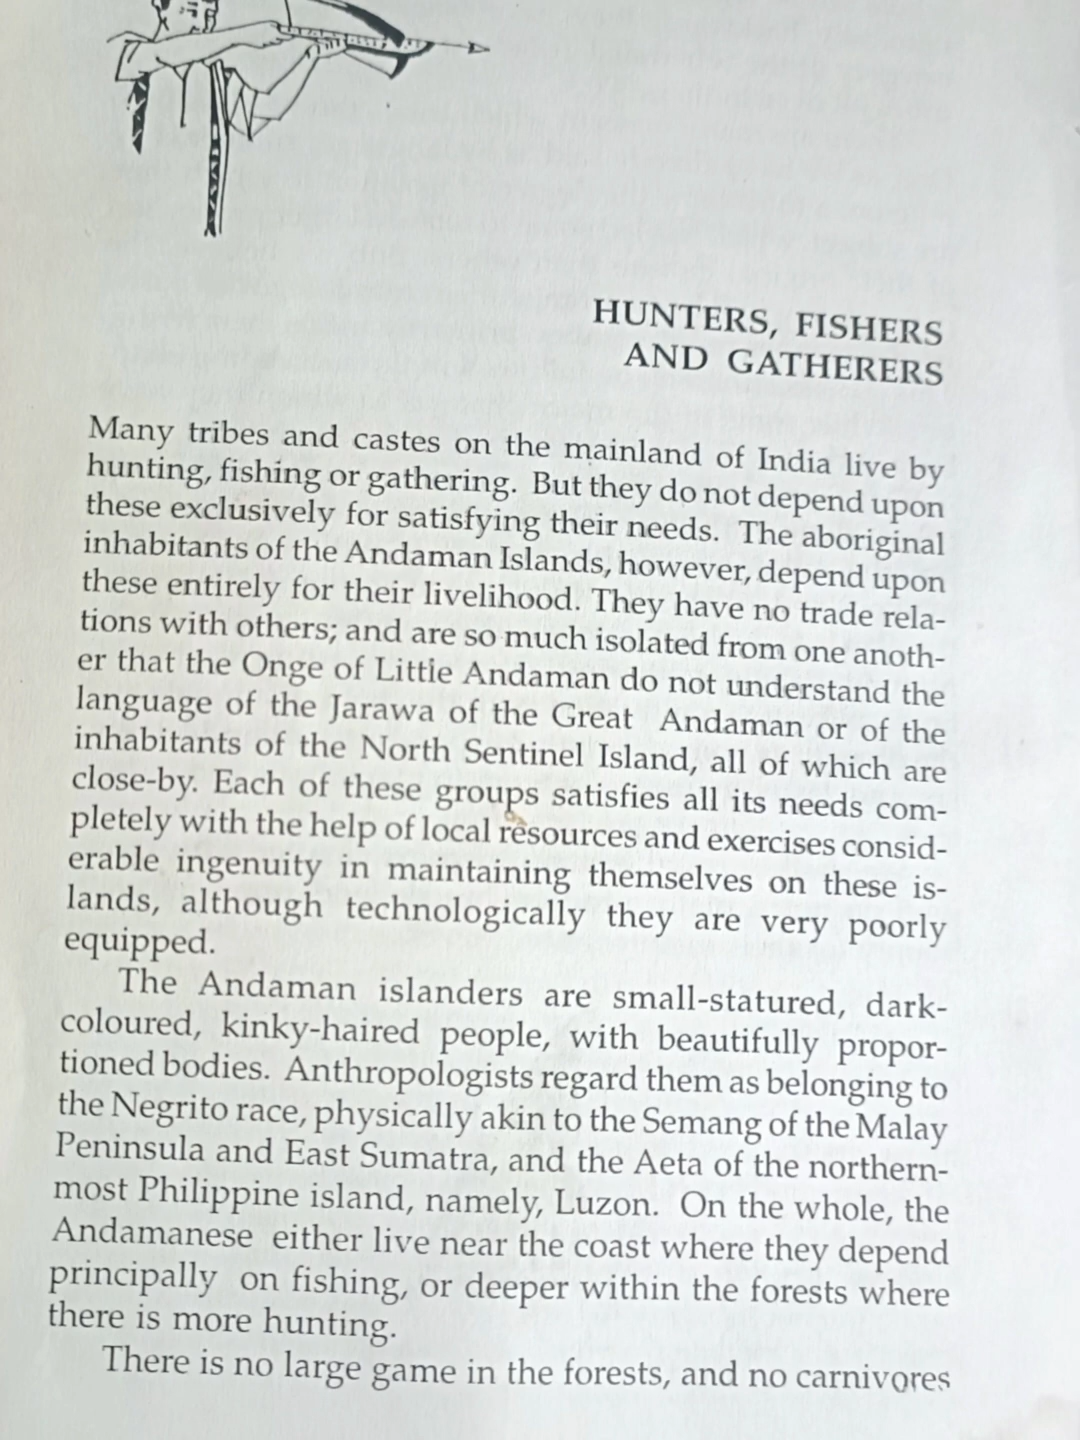 HUNTERS, FISHERS
AND GATHERERS
Many tribes and castes on the mainland of India live by
hunting, fishing or gathering. But they do not depend upon
these exclusively for satisfying their needs. The aboriginal
inhabitants of the Andaman Islands, however, depend upon
these entirely for their livelihood. They have no trade rela-
tions with others; and are so much isolated from one anoth-
er that the Onge of Little Andaman do not understand the
language of the Jarawa of the Great Andaman or of the
inhabitants of the North Sentinel Island, all of which are
close-by. Each of these groups satisfies all its needs com-
pletely with the help of local resources and exercises consid-
erable ingenuity in maintaining themselves on these is-
lands, although technologically they are very poorly
equipped.
The Andaman islanders are small-statured, dark-
coloured, kinky-haired people, with beautifully propor-
tioned bodies. Anthropologists regard them as belonging to
the Negrito race, physically akin to the Semang of the Malay
Peninsula and East Sumatra, and the Aeta of the northern-
most Philippine island, namely, Luzon. On the whole, the
Andamanese either live near the coast where they depend
principally on fishing, or deeper within the forests where
there is more hunting.
There is no large game in the forests, and no carnivores